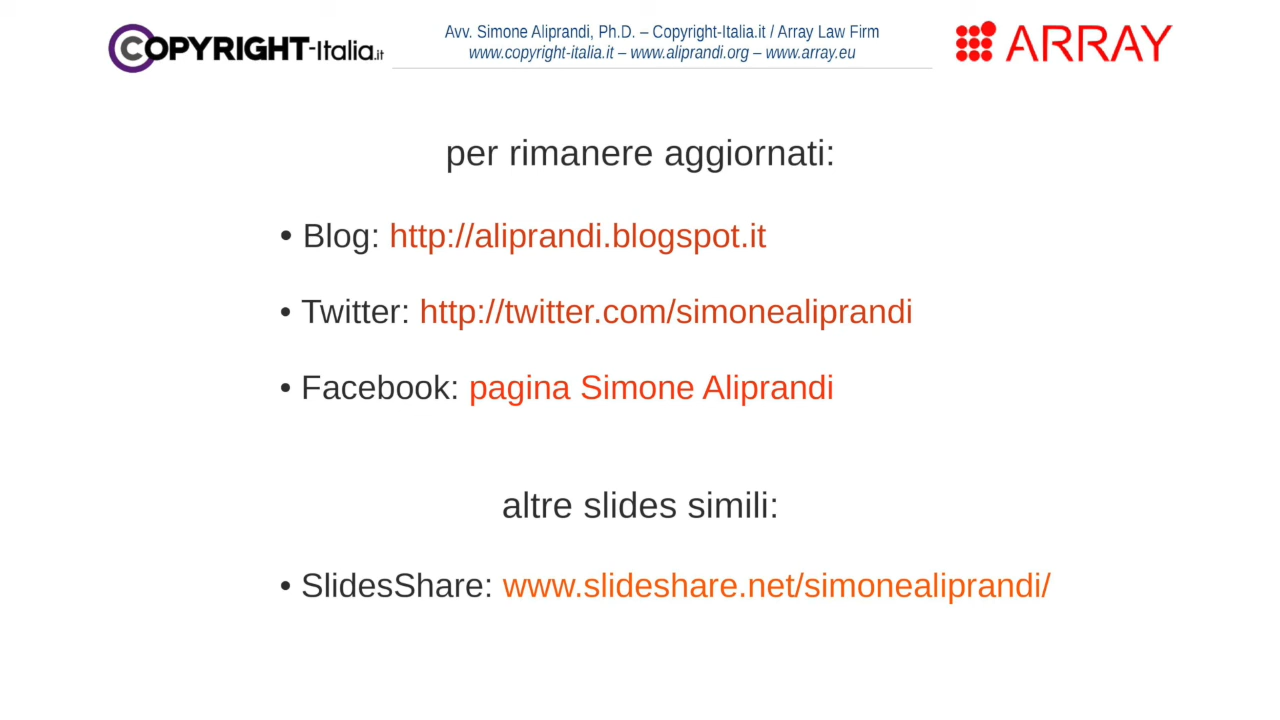 COPYRIGHT-Italia.it
Avv. Simone Aliprandi, Ph.D. – Copyright-Italia.it / Array Law Firm
www.copyright-italia.it – www.aliprandi.org – www.array.eu
ARRAY
per rimanere aggiornati:
• Blog: http://aliprandi.blogspot.it
• Twitter: http://twitter.com/simonealiprandi
• Facebook: pagina Simone Aliprandi
altre slides simili:
• SlidesShare: www.slideshare.net/simonealiprandi/